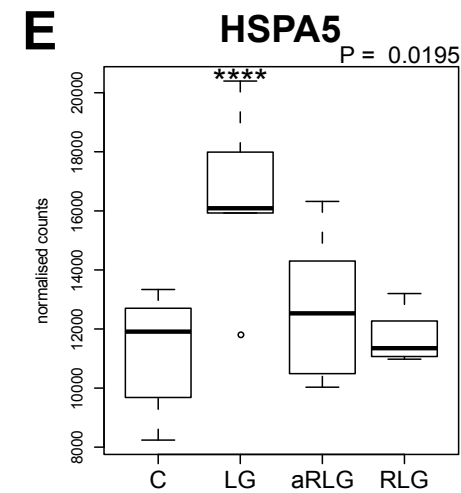 E
HSPA5
P = 0.0195
****
normalised counts
20000
18000
16000
14000
12000
10000
8000
C LG aRLG RLG